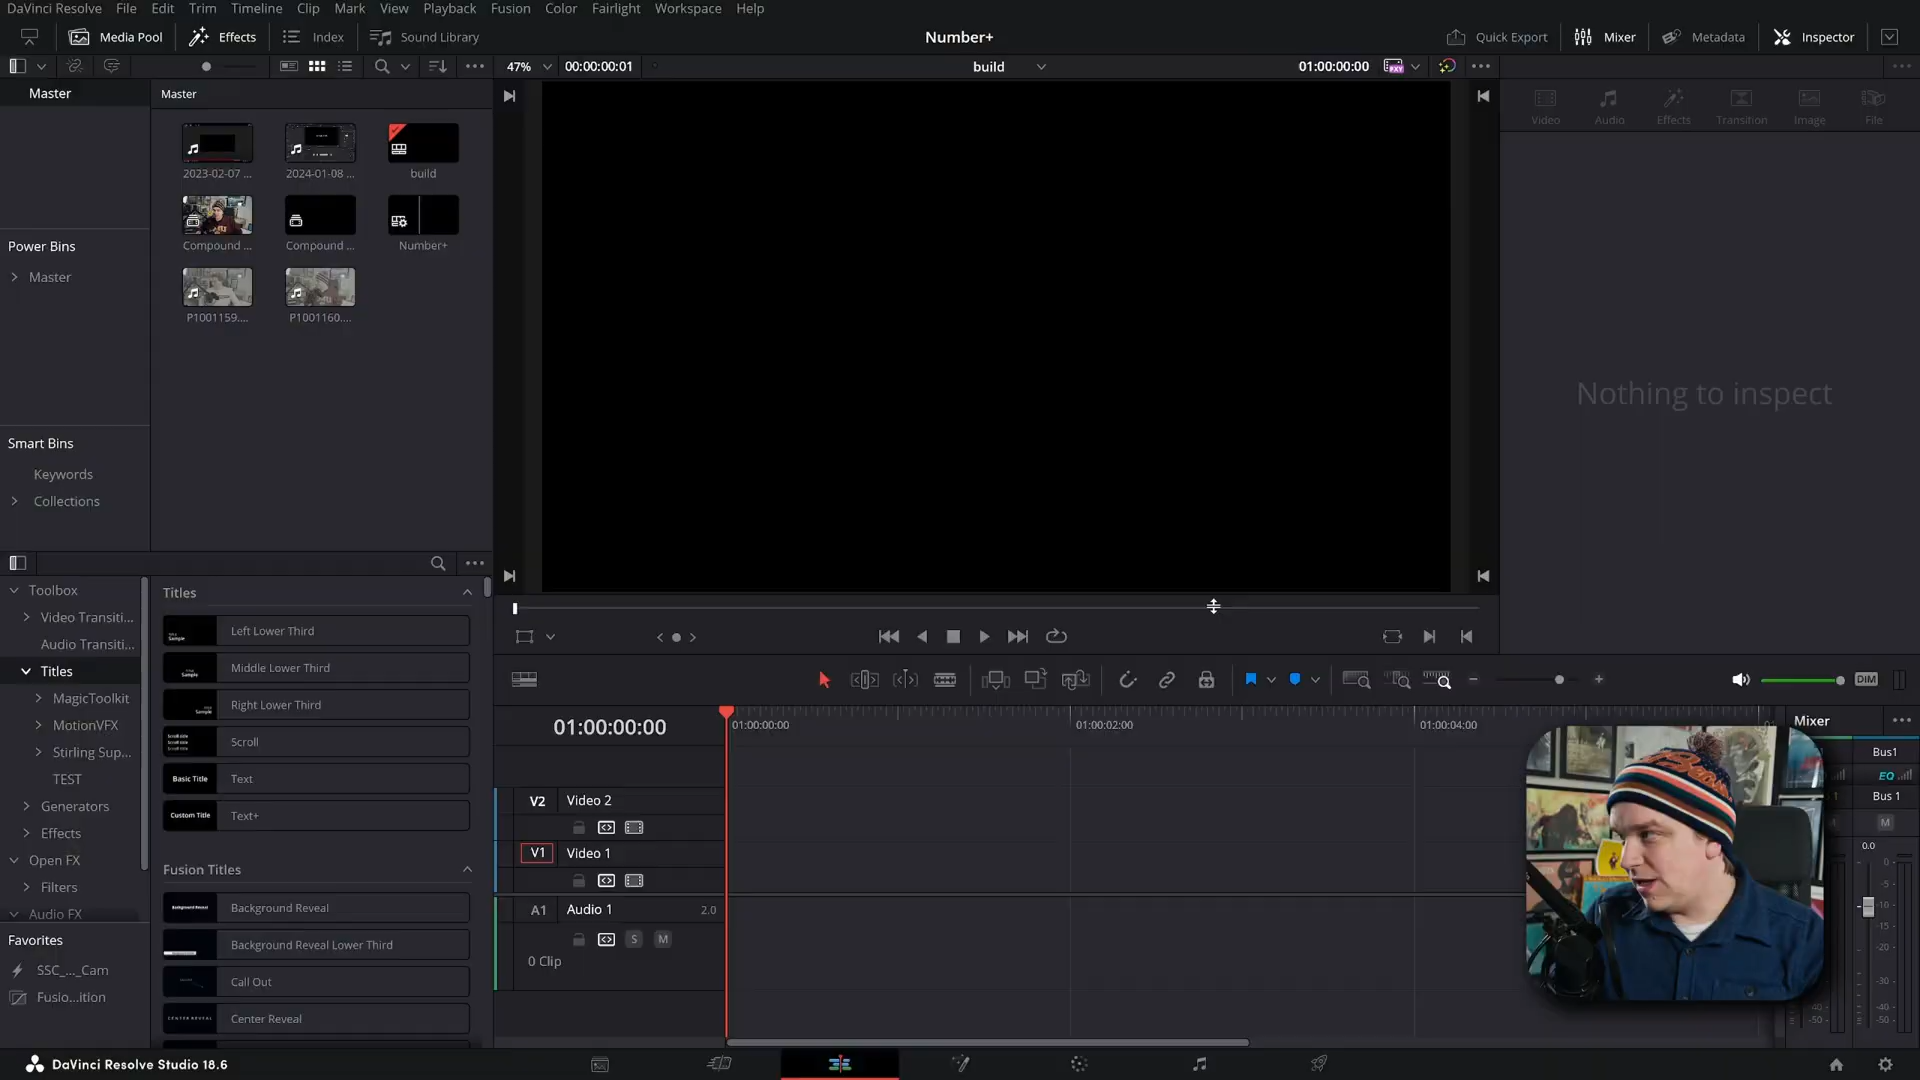 DaVinci Resolve File Edit Trim Timeline Clip Mark View Playback Fusion Color Fairlight Workspace Help
Media Pool Effects Index Sound Library Number+ Quick Export Mixer Metadata Inspector
47% 00:00:00:01 build 01:00:00:00
Master Master
Video Audio Effects Transition Image File
2023-02-07 ... 2024-01-08 ... build
Compound ... Compound ... Number+
Power Bins
Master
P1001159.... P1001160....
Nothing to inspect
Smart Bins
Keywords
Collections
Toolbox
Video Transiti...
Audio Transiti...
Titles
MagicToolkit
MotionVFX
Stirling Sup...
TEST
Generators
Effects
Open FX
Filters
Audio FX
Favorites
SSC_..._Cam
Fusio...ition
Titles
Left Lower Third
Middle Lower Third
Right Lower Third
Scroll
Basic Title Text
Custom Title Text+
Fusion Titles
Background Reveal
Background Reveal Lower Third
Call Out
CENTER REVEAL Center Reveal
DIM
01:00:00:00 01:00:00:00 01:00:02:00 01:00:04:00
V2 Video 2
V1 Video 1
A1 Audio 1 2.0
S M
0 Clip
Mixer
Bus1
EQ
Bus 1
M
0.0
0
-5
-10
-15
-20
-30
-40
-50
DaVinci Resolve Studio 18.6